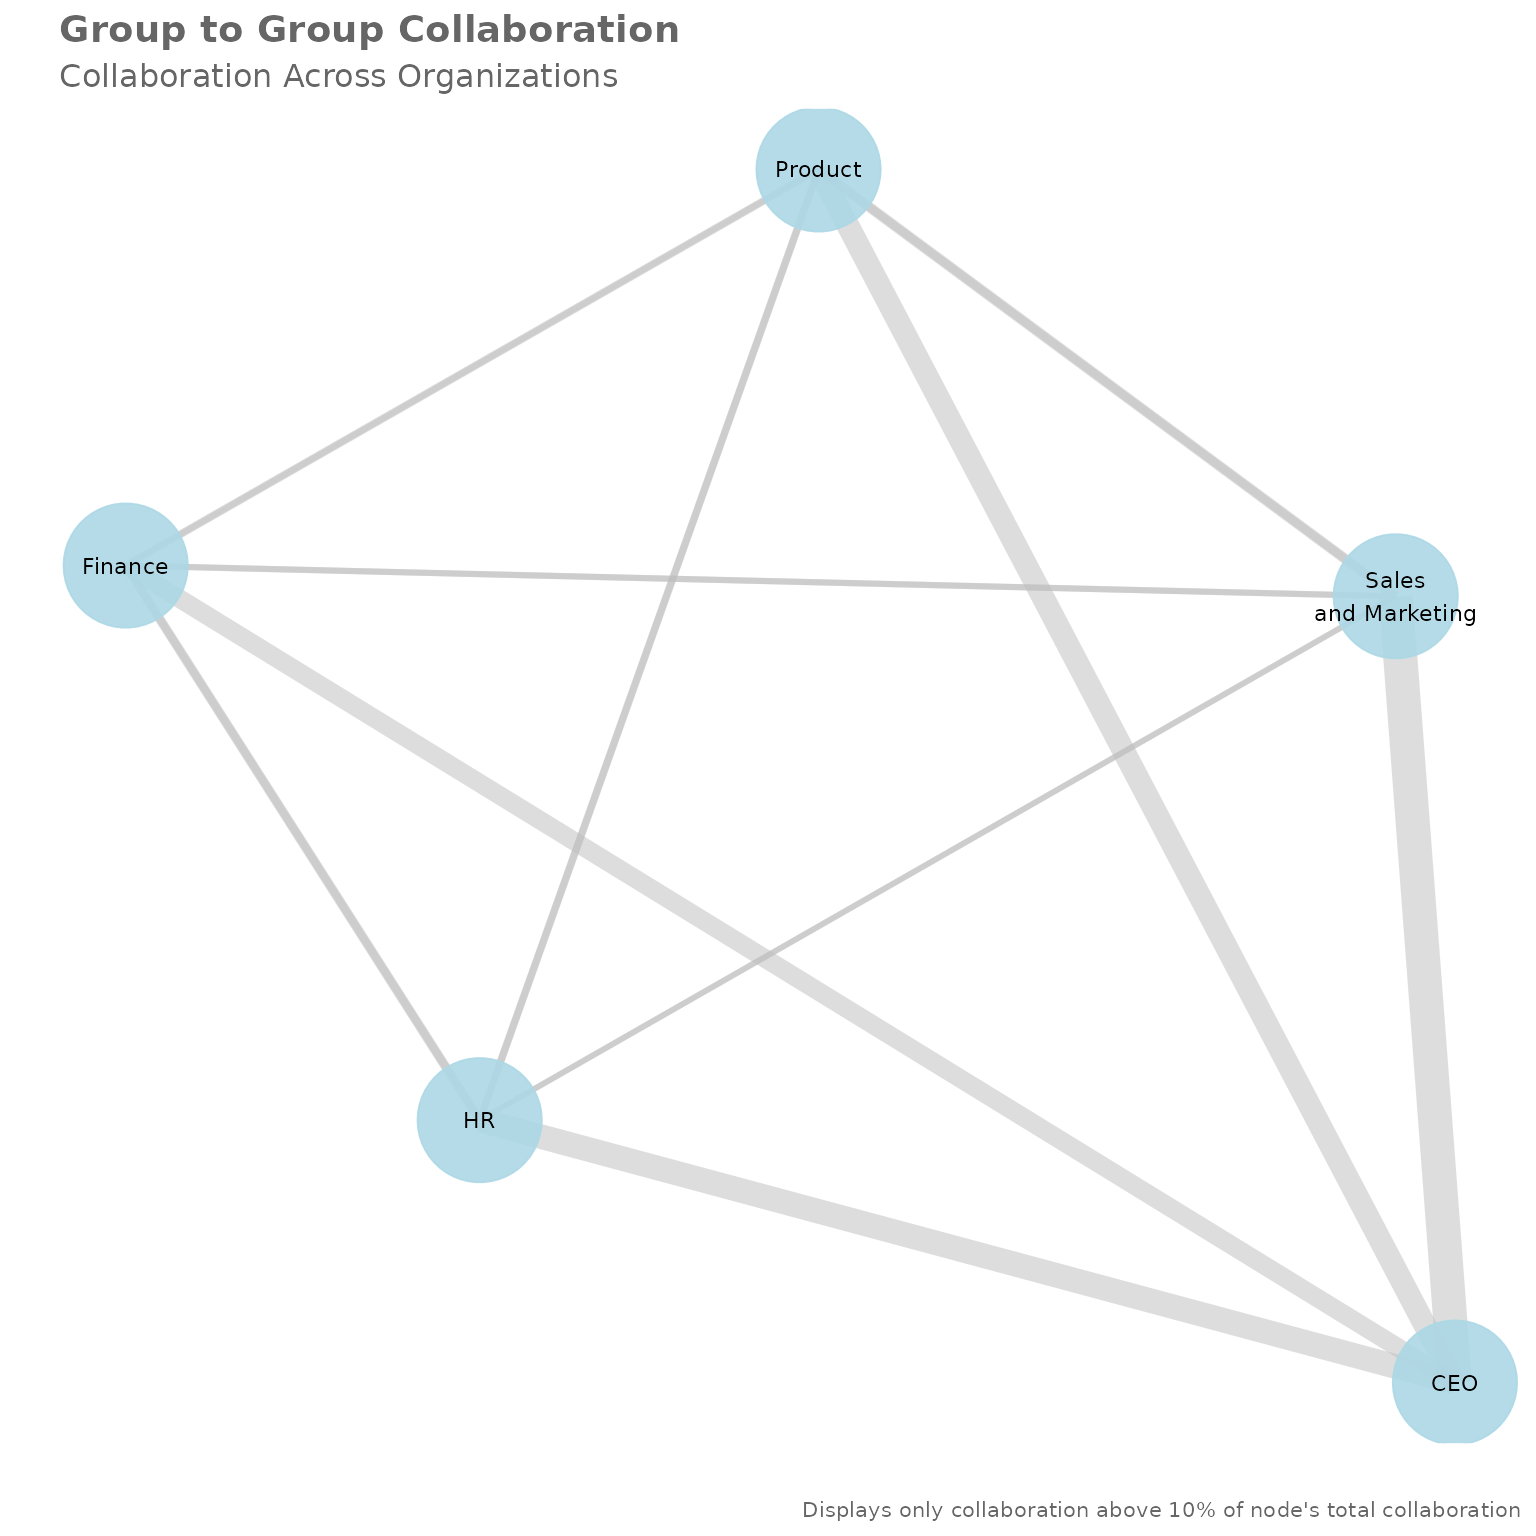 Group to Group Collaboration
Collaboration Across Organizations
Product
Finance
Sales
and Marketing
HR
CEO
Displays only collaboration above 10% of node's total collaboration